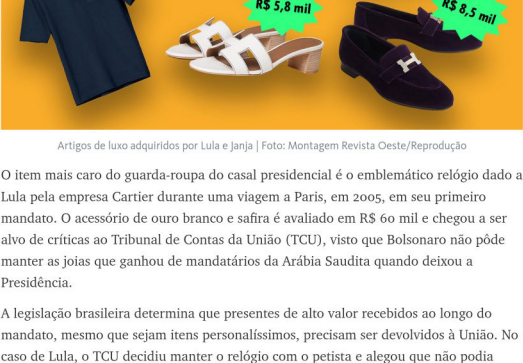 R$ 5,8 mil
R$ 8,5 mil
Artigos de luxo adquiridos por Lula e Janja | Foto: Montagem Revista Oeste/Reprodução
O item mais caro do guarda-roupa do casal presidencial é o emblemático relógio dado a
Lula pela empresa Cartier durante uma viagem a Paris, em 2005, em seu primeiro
mandato. O acessório de ouro branco e safira é avaliado em R$ 60 mil e chegou a ser
alvo de críticas ao Tribunal de Contas da União (TCU), visto que Bolsonaro não pôde
manter as joias que ganhou de mandatários da Arábia Saudita quando deixou a
Presidência.
A legislação brasileira determina que presentes de alto valor recebidos ao longo do
mandato, mesmo que sejam itens personalíssimos, precisam ser devolvidos à União. No
caso de Lula, o TCU decidiu manter o relógio com o petista e alegou que não podia